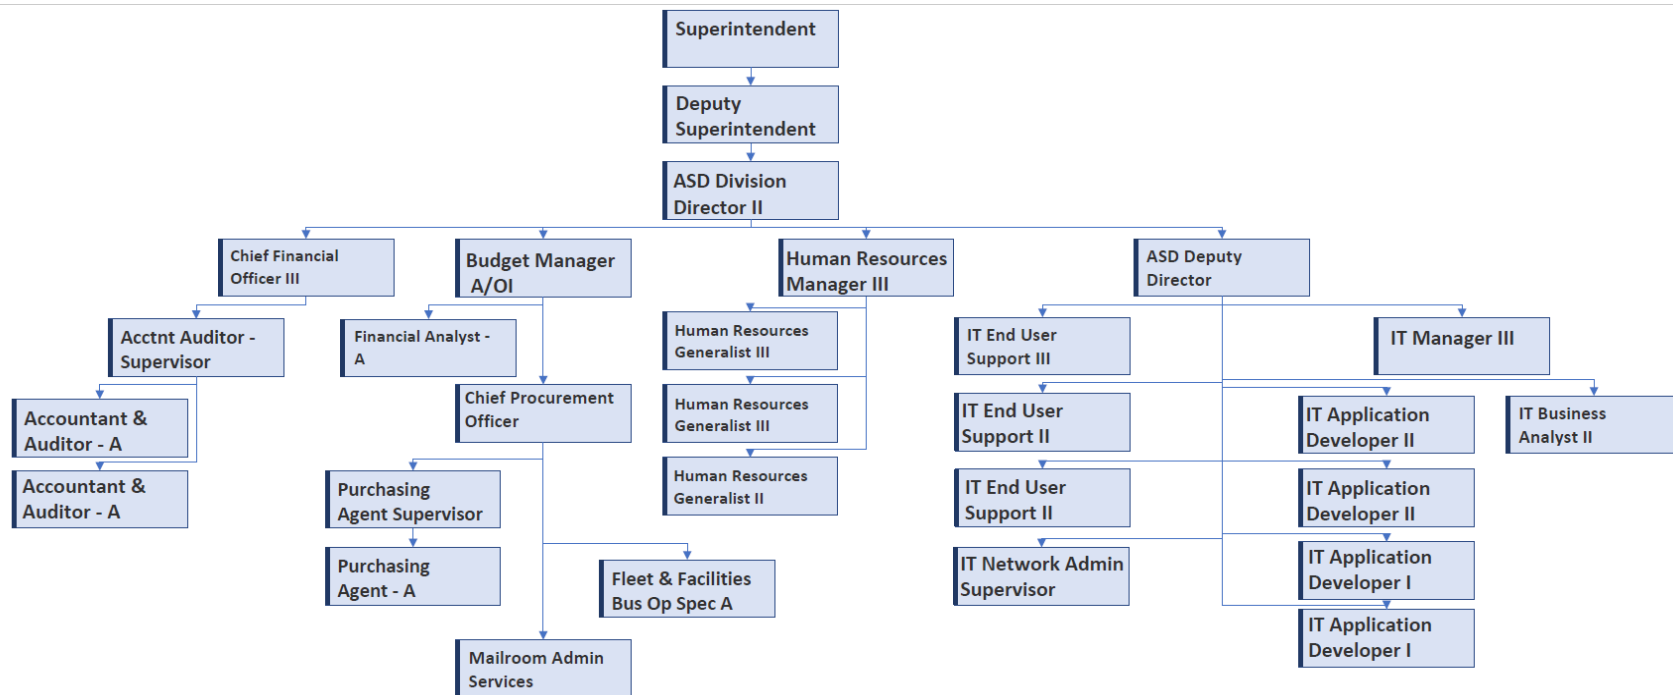 Superintendent
Deputy
Superintendent
ASD Division
Director II
Chief Financial
Officer III
Budget Manager
A/OI
Human Resources
Manager III
ASD Deputy
Director
Acctnt Auditor -
Supervisor
Financial Analyst -
A
Human Resources
Generalist III
IT End User
Support III
IT Manager III
Accountant &
Auditor - A
Chief Procurement
Officer
Human Resources
Generalist III
IT End User
Support II
IT Application
Developer II
IT Business
Analyst II
Accountant &
Auditor - A
Purchasing
Agent Supervisor
Human Resources
Generalist II
IT End User
Support II
IT Application
Developer II
Purchasing
Agent - A
Fleet & Facilities
Bus Op Spec A
IT Network Admin
Supervisor
IT Application
Developer I
IT Application
Developer I
Mailroom Admin
Services